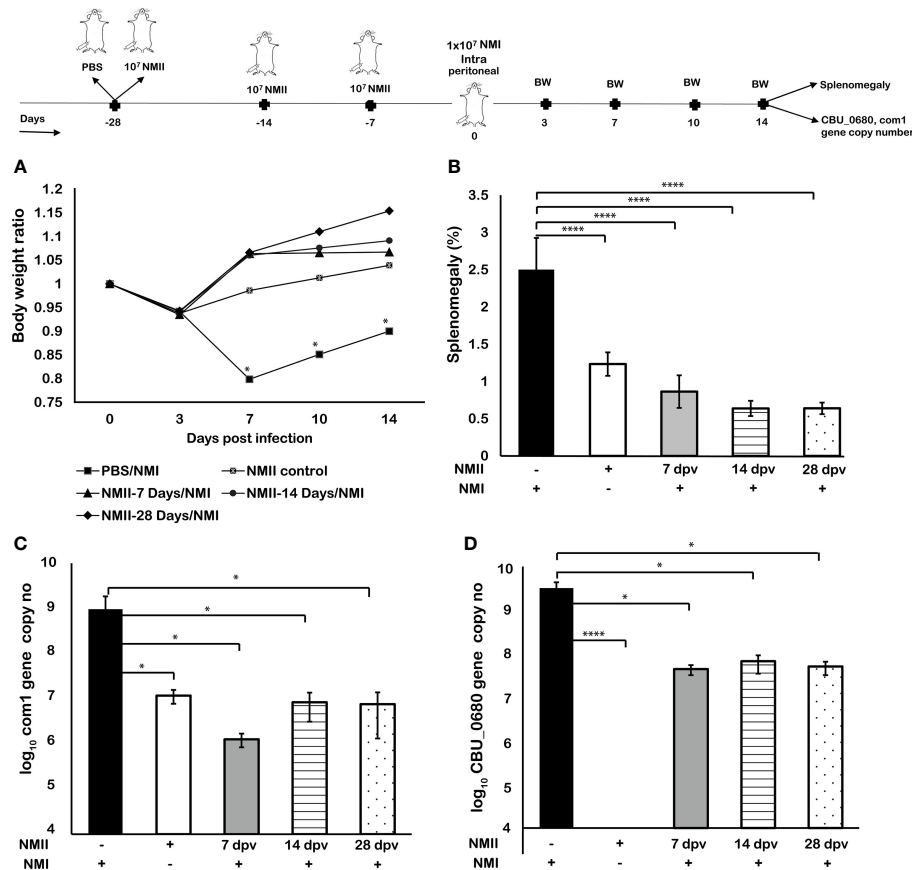 1x10⁷ NMI
Intra
peritoneal
PBS 10⁷ NMII 10⁷ NMII 10⁷ NMII BW BW BW BW Splenomegaly
Days -28 -14 -7 0 3 7 10 14 CBU_0680, com1
gene copy number
A
Body weight ratio
1.2
1.15
1.1
1.05
1
0.95
0.9
0.85
0.8
0.75
* * *
0 3 7 10 14
Days post infection
PBS/NMI NMII control
NMII-7 Days/NMI NMII-14 Days/NMI
NMII-28 Days/NMI
B
Splenomegaly (%)
3.5
3
2.5
2
1.5
1
0.5
0
****
****
****
****
NMII - + 7 dpv 14 dpv 28 dpv
NMI + - + + +
C
log₁₀ com1 gene copy no
10
9
8
7
6
5
4
*
*
*
*
NMII - + 7 dpv 14 dpv 28 dpv
NMI + - + + +
D
log₁₀ CBU_0680 gene copy no
10
9
8
7
6
5
4
*
*
*
****
NMII - + 7 dpv 14 dpv 28 dpv
NMI + - + + +